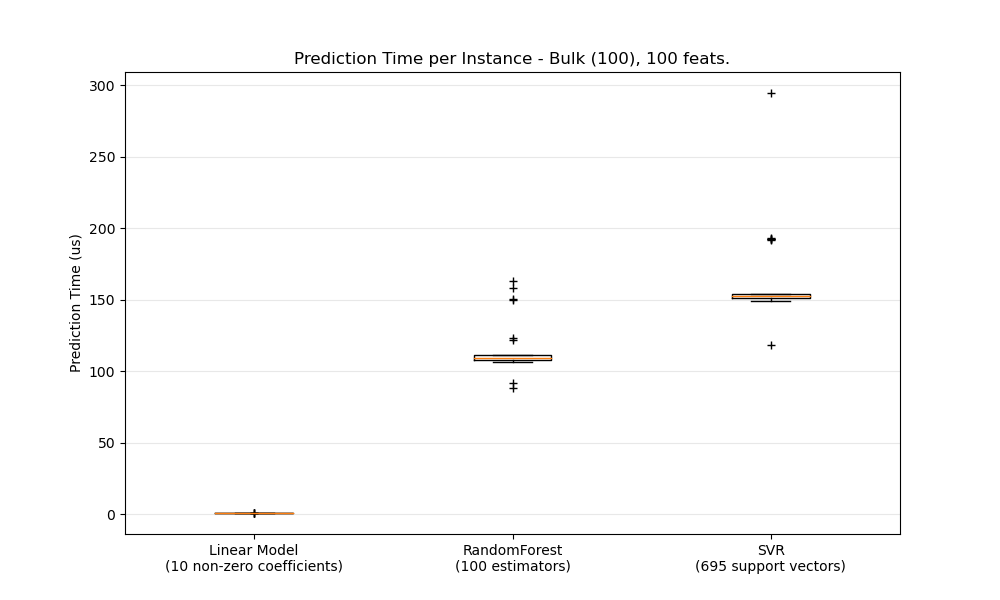 Prediction Time per Instance - Bulk (100), 100 feats.
300
250
200
150
100
50
0
Prediction Time (us)
Linear Model
(10 non-zero coefficients)
RandomForest
(100 estimators)
SVR
(695 support vectors)